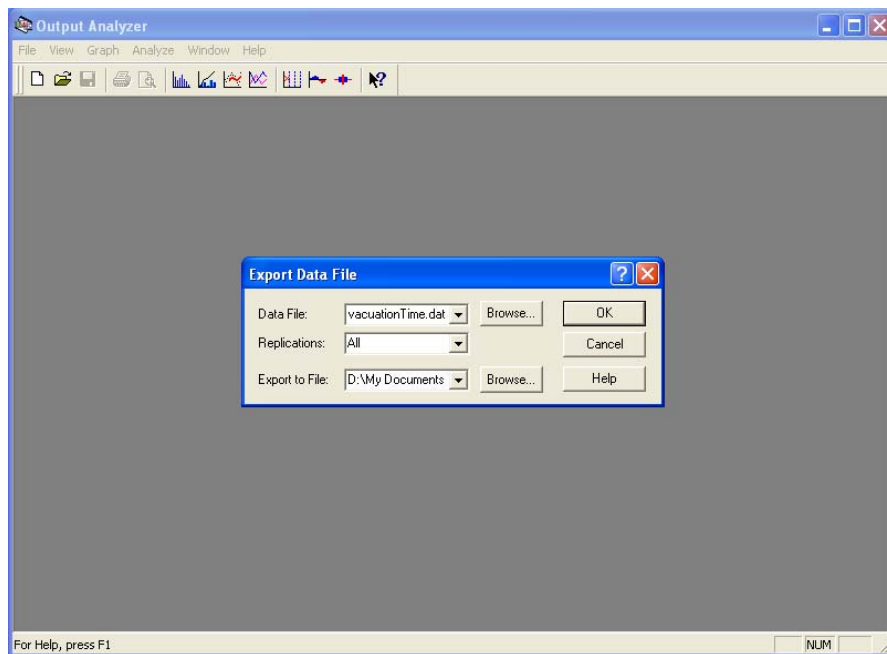 Output Analyzer
File View Graph Analyze Window Help
Export Data File
Data File: vacuationTime.dat Browse... OK
Replications: All Cancel
Export to File: D:\My Documents Browse... Help
For Help, press F1 NUM